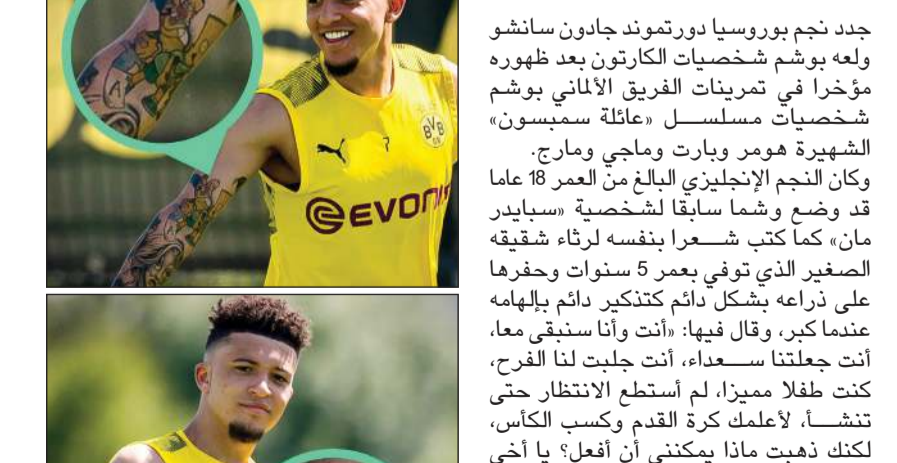 جدد نجم بوروسيا دورتموند جادون سانشو
ولعه بوشم شخصيات الكارتون بعد ظهوره
مؤخرا في تمرينات الفريق الألماني بوشم
شخصيات مسلسل «عائلة سمبسون»
الشهيرة هومر وبارت وماجي ومارج.
وكان النجم الإنجليزي البالغ من العمر 18 عاما
قد وضع وشما سابقا لشخصية «سبايدر
مان» كما كتب شعرا بنفسه لرثاء شقيقه
الصغير الذي توفي بعمر 5 سنوات وحفرها
على ذراعه بشكل دائم كتذكير دائم بإلهامه
عندما كبر، وقال فيها: «أنت وأنا سنبقى معا،
أنت جعلتنا سعداء، أنت جلبت لنا الفرح،
كنت طفلا مميزا، لم أستطع الانتظار حتى
تنشأ، لأعلمك كرة القدم وكسب الكأس،
لكنك ذهبت ماذا يمكنني أن أفعل؟ يا أخي
BVB
09
7
EVONI